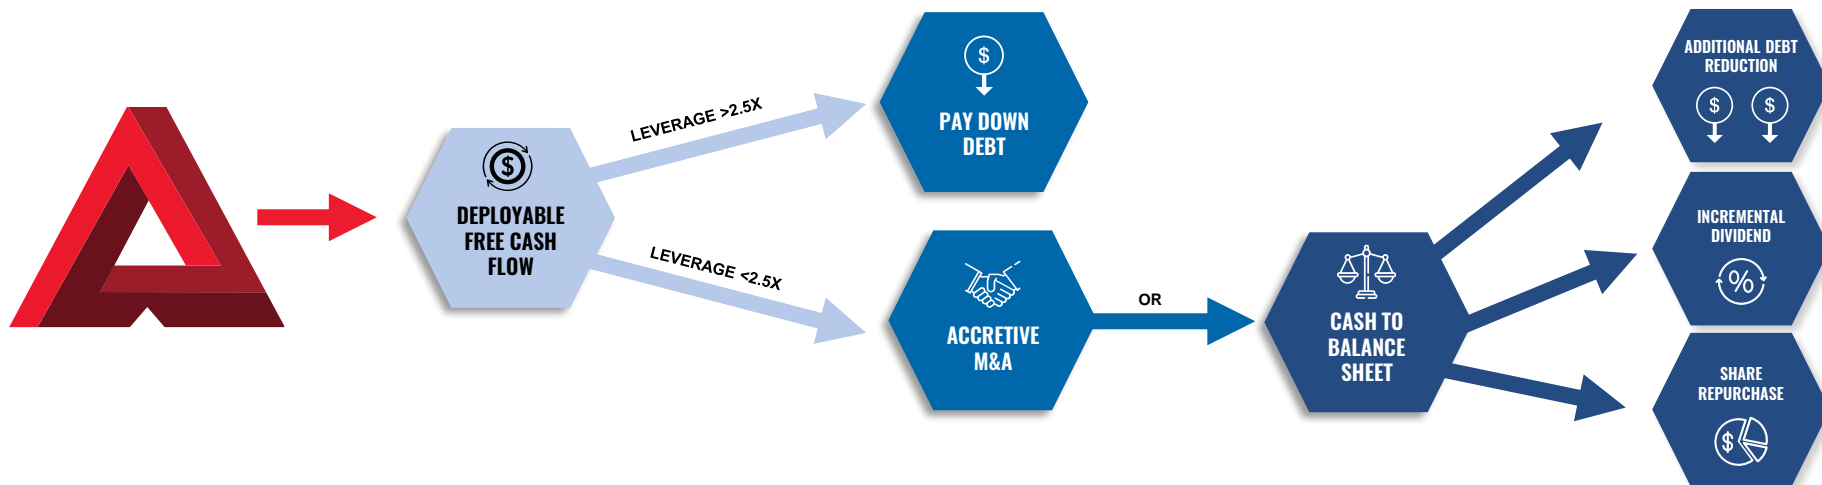 DEPLOYABLE
FREE CASH
FLOW
LEVERAGE >2.5X
PAY DOWN
DEBT
LEVERAGE <2.5X
ACCRETIVE
M&A
OR
CASH TO
BALANCE
SHEET
ADDITIONAL DEBT
REDUCTION
INCREMENTAL
DIVIDEND
SHARE
REPURCHASE